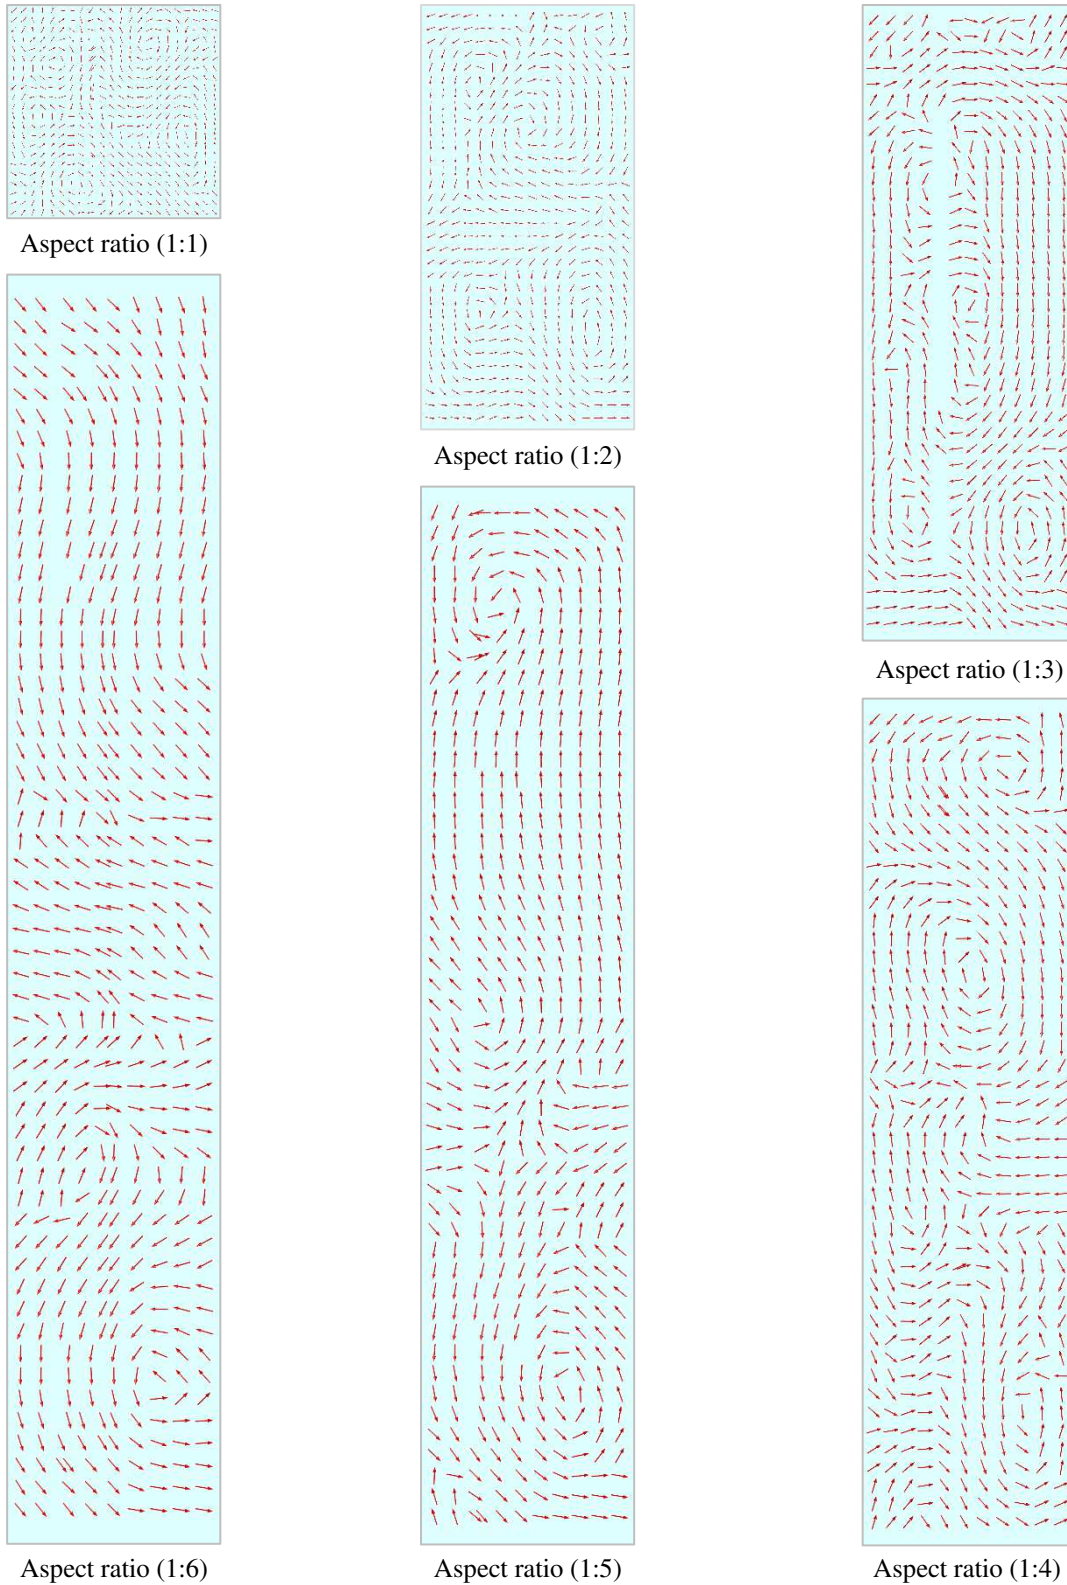 Aspect ratio (1:1)
Aspect ratio (1:2)
Aspect ratio (1:3)
Aspect ratio (1:6)
Aspect ratio (1:5)
Aspect ratio (1:4)